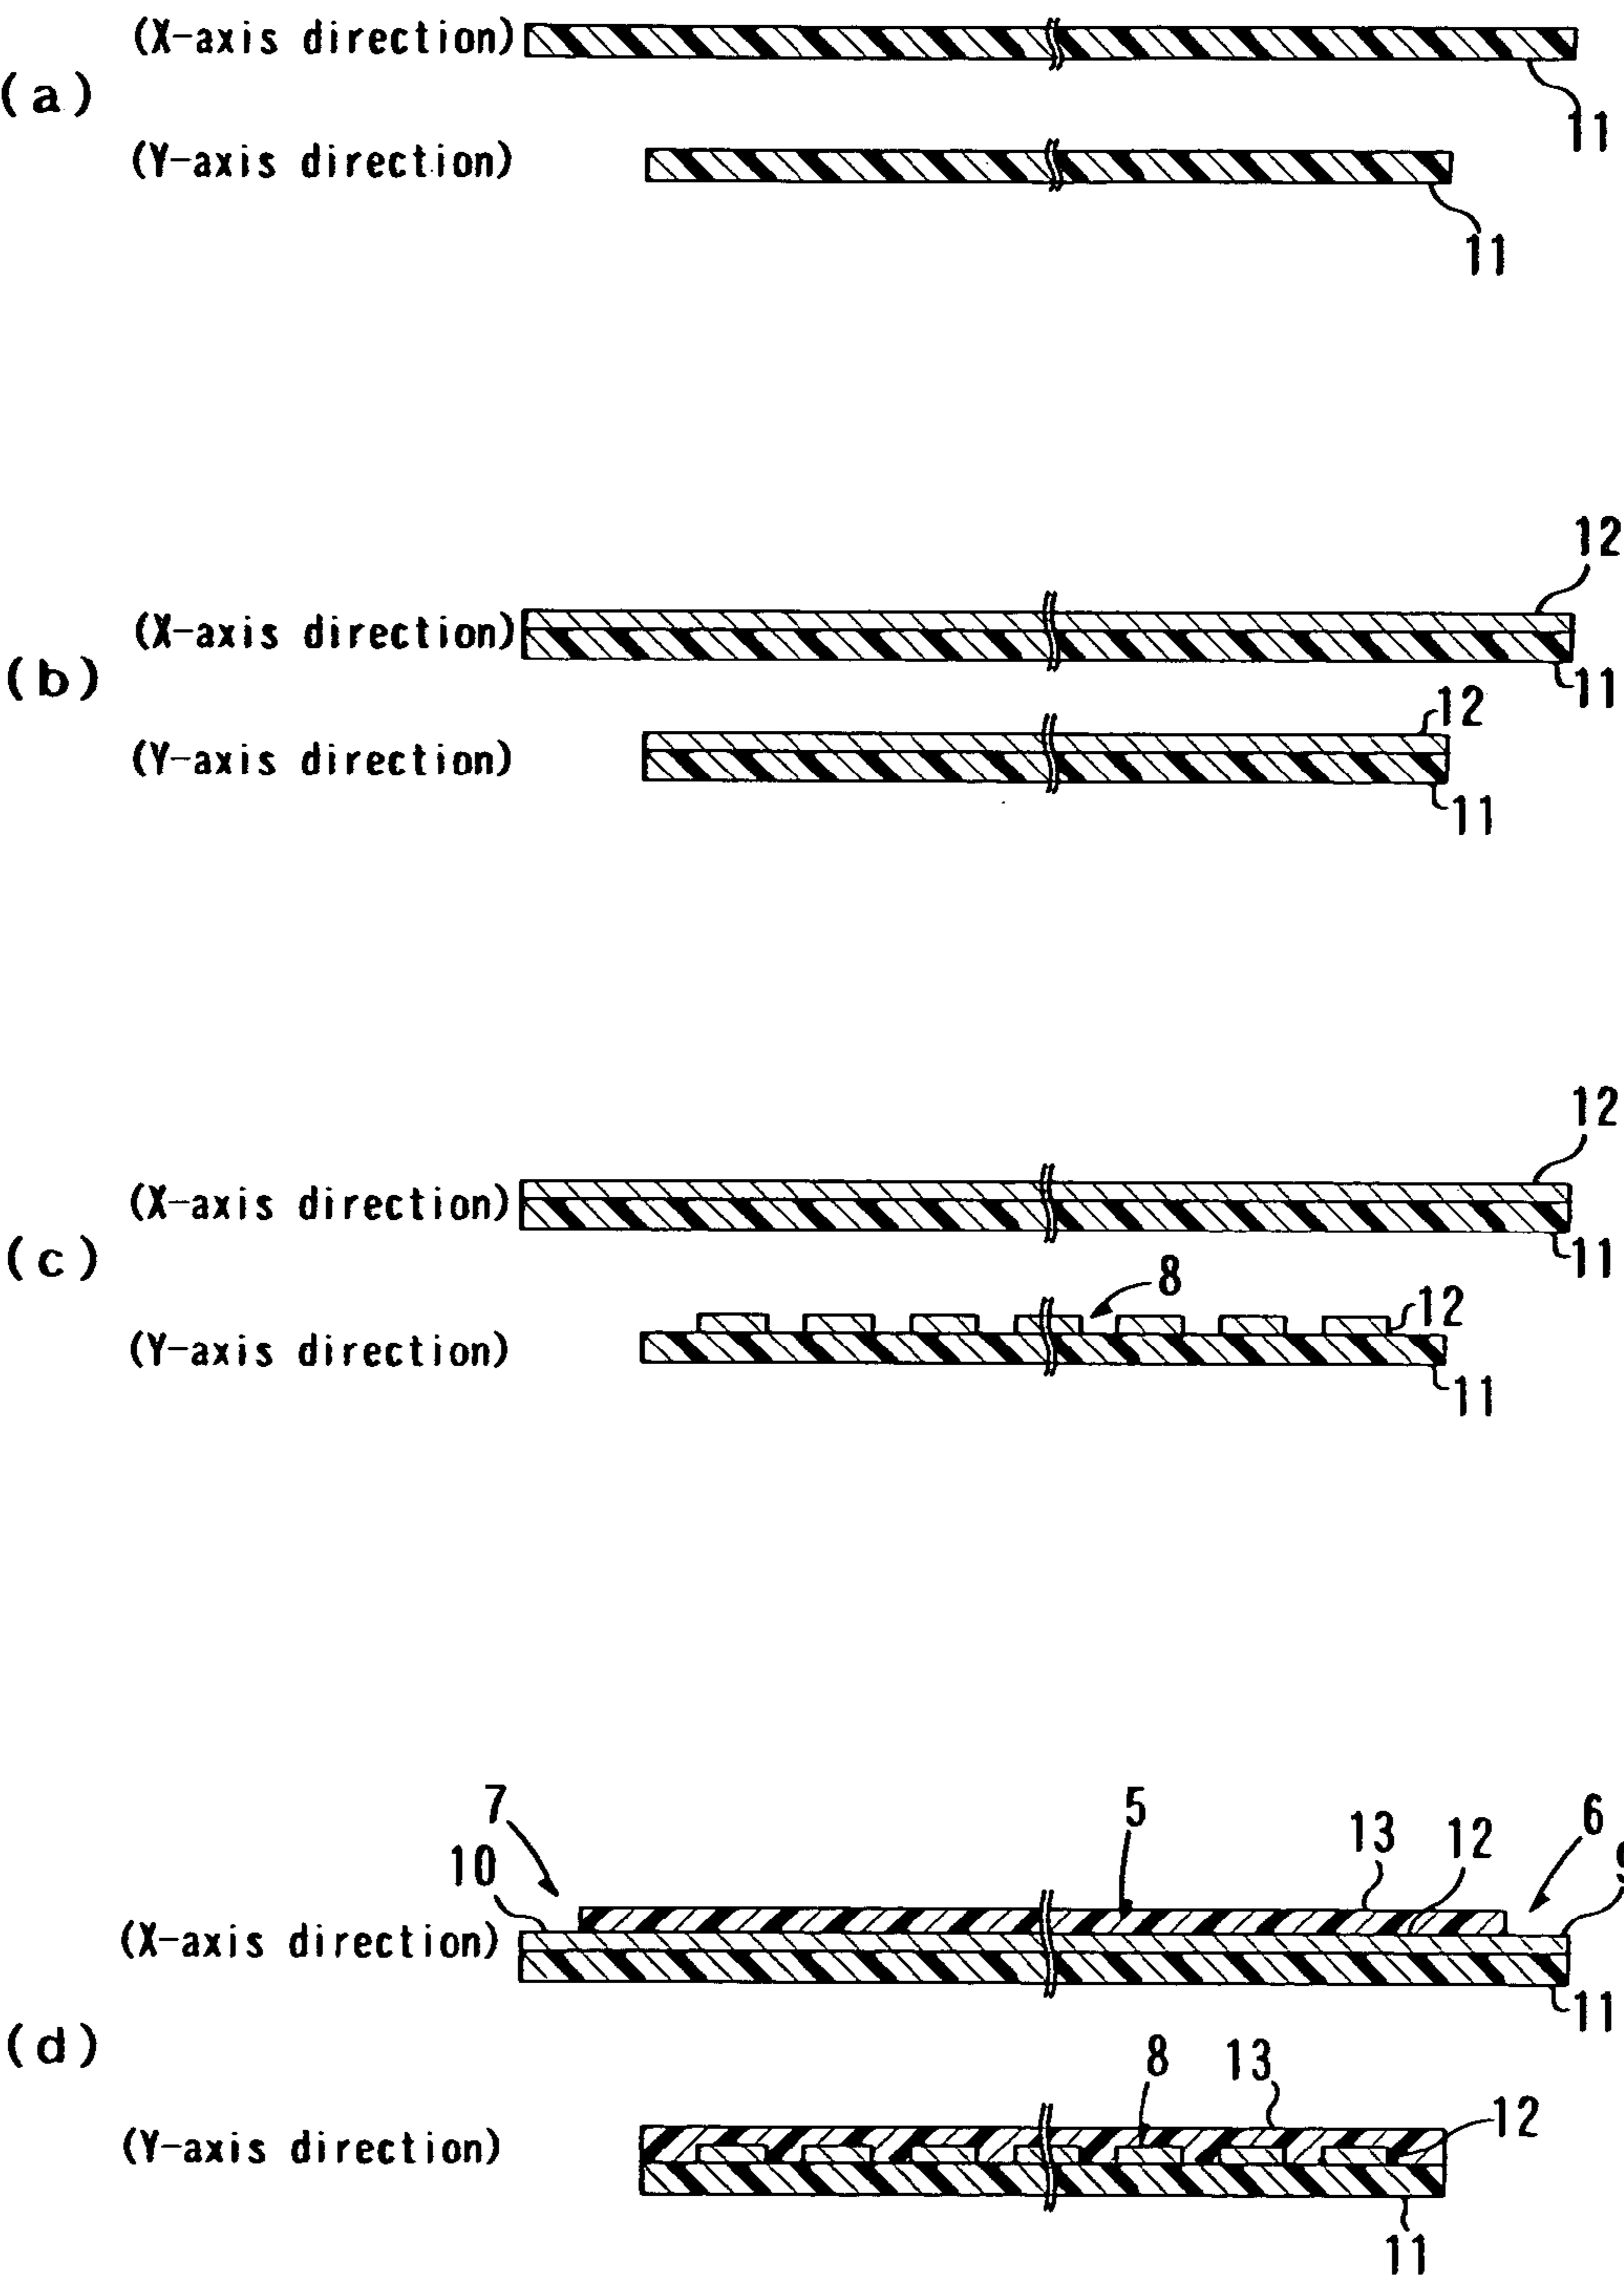 (a)
(X-axis direction)
11
(Y-axis direction)
11
(b)
12
(X-axis direction)
11
12
(Y-axis direction)
11
(c)
12
(X-axis direction)
11
8
12
(Y-axis direction)
11
(d)
7
5
6
13
12
10
(X-axis direction)
11
8
13
12
(Y-axis direction)
11